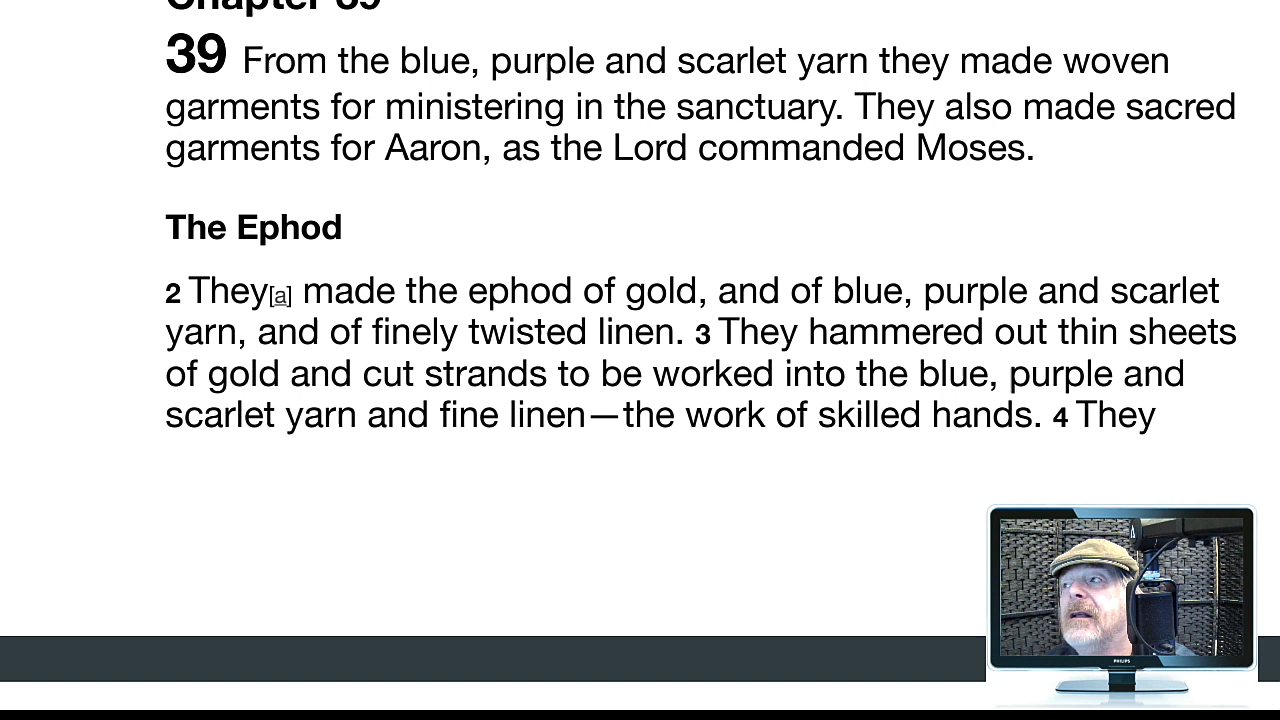 Chapter 39
39 From the blue, purple and scarlet yarn they made woven
garments for ministering in the sanctuary. They also made sacred
garments for Aaron, as the Lord commanded Moses.
The Ephod
2 They[a] made the ephod of gold, and of blue, purple and scarlet
yarn, and of finely twisted linen. 3 They hammered out thin sheets
of gold and cut strands to be worked into the blue, purple and
scarlet yarn and fine linen—the work of skilled hands. 4 They
PHILIPS